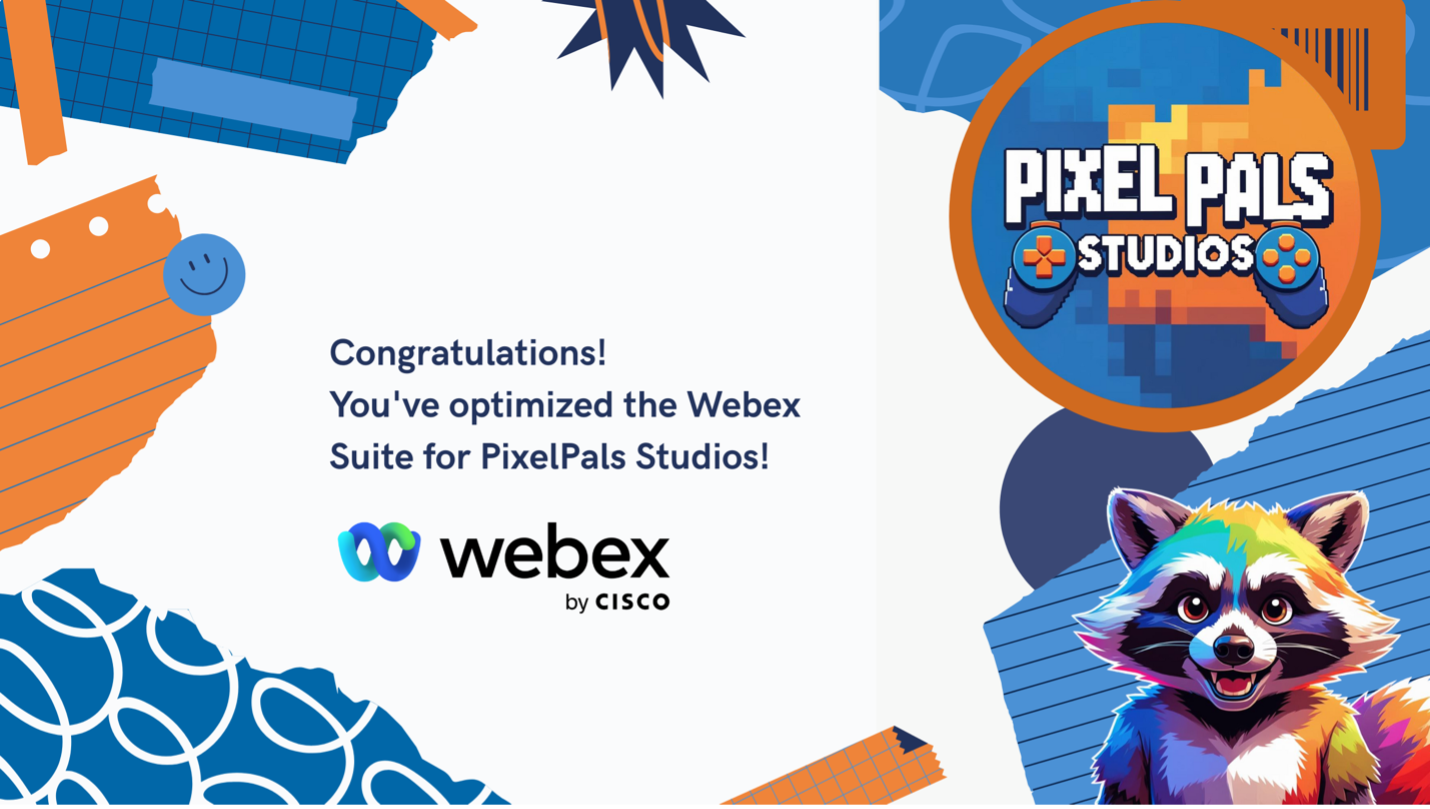 PIXEL PALS
STUDIOS
Congratulations!
You've optimized the Webex
Suite for PixelPals Studios!
webex
by CISCO